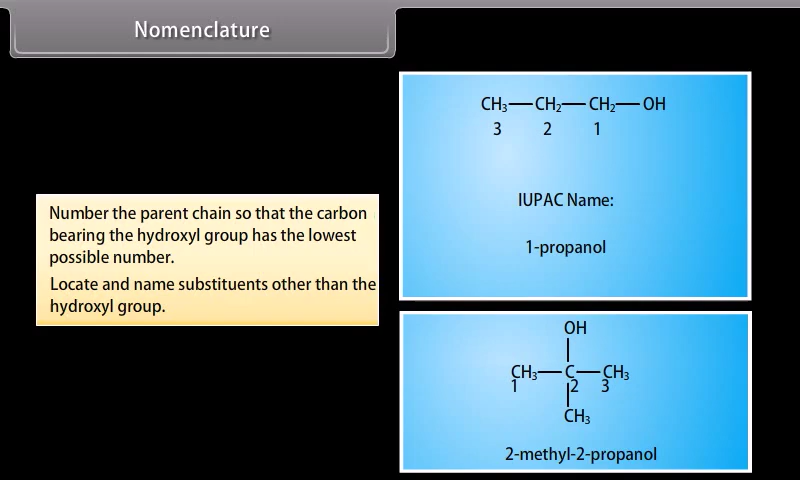 Nomenclature
Number the parent chain so that the carbon
bearing the hydroxyl group has the lowest
possible number.
Locate and name substituents other than the
hydroxyl group.
CH₃—CH₂—CH₂—OH
3 2 1
IUPAC Name:
1-propanol
OH
CH₃—C—CH₃
1 2 3
CH₃
2-methyl-2-propanol